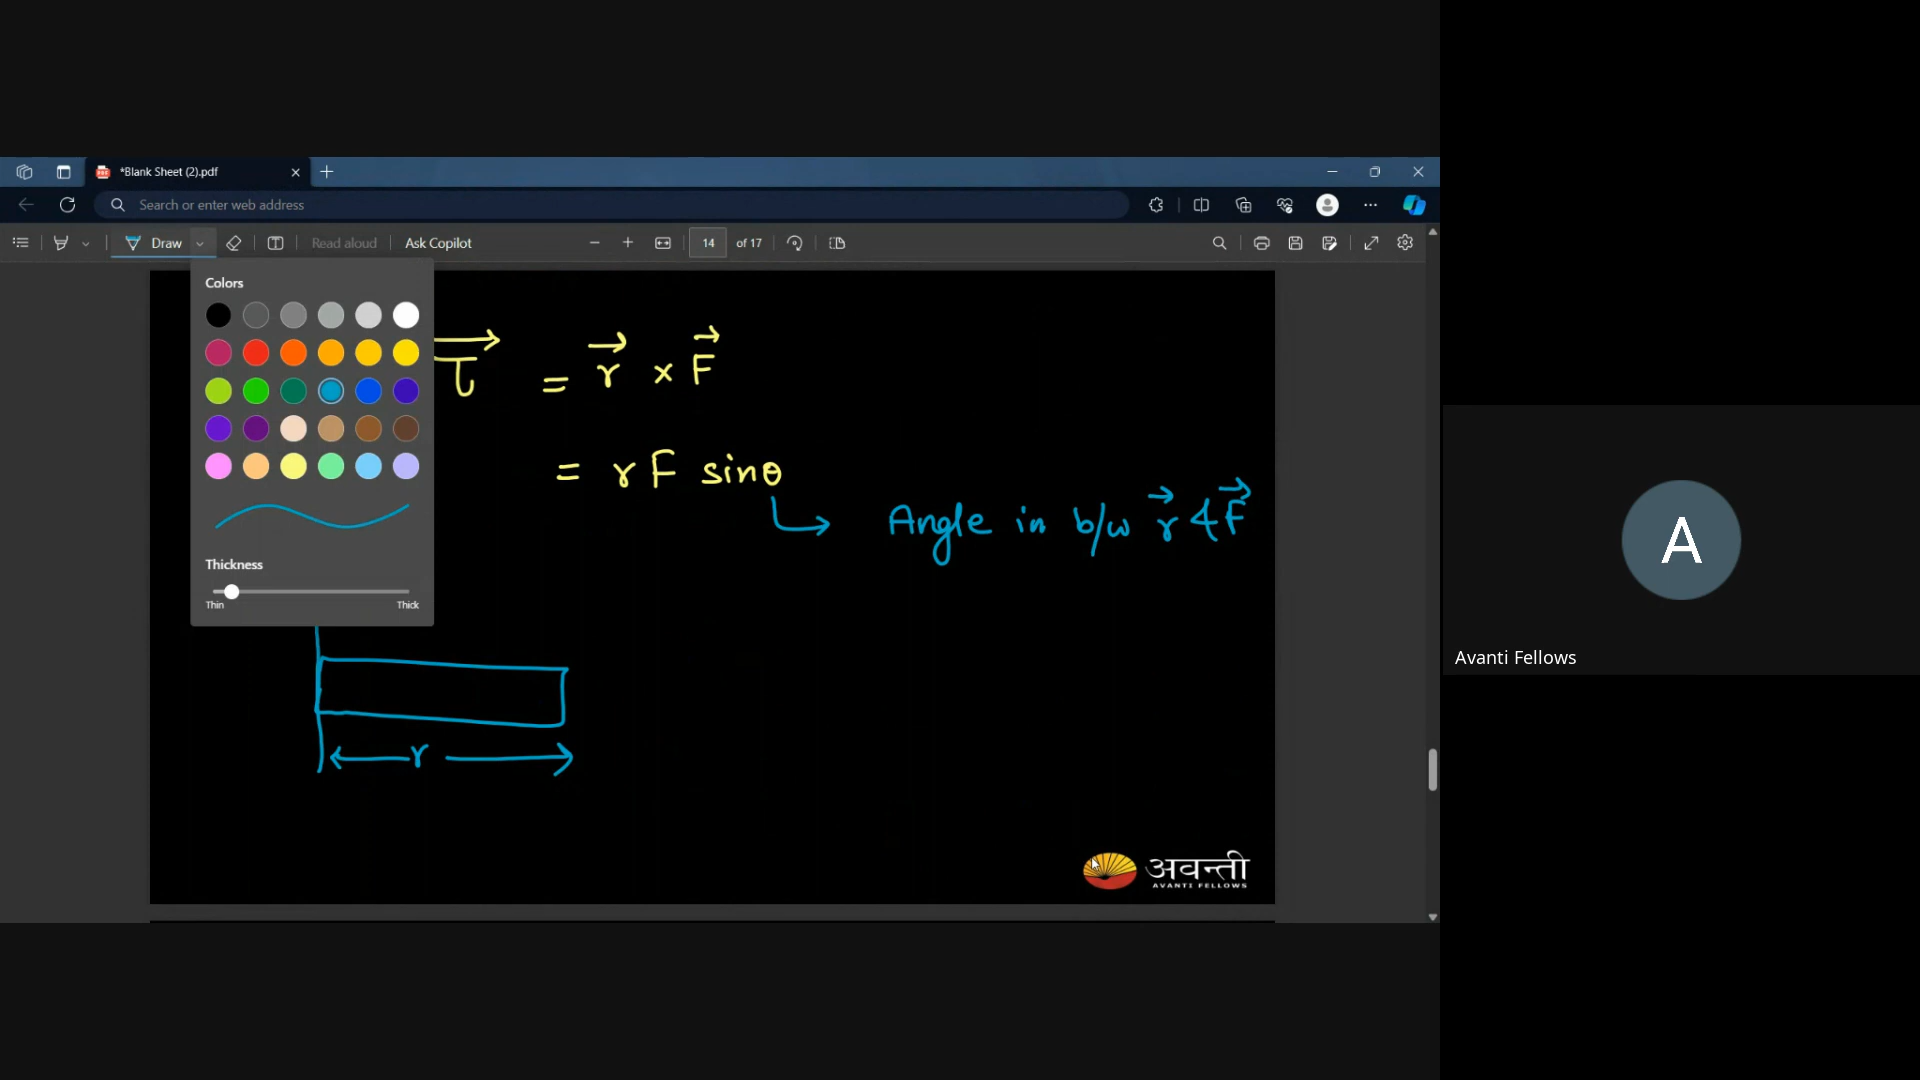 *Blank Sheet (2).pdf
Search or enter web address
Draw
Read aloud
Ask Copilot
14 of 17
Colors
Thickness
Thin
Thick
τ⃗ = r⃗ × F⃗
= r F sinθ
Angle in b/w r⃗ & F⃗
r
अवन्ती
AVANTI FELLOWS
A
Avanti Fellows